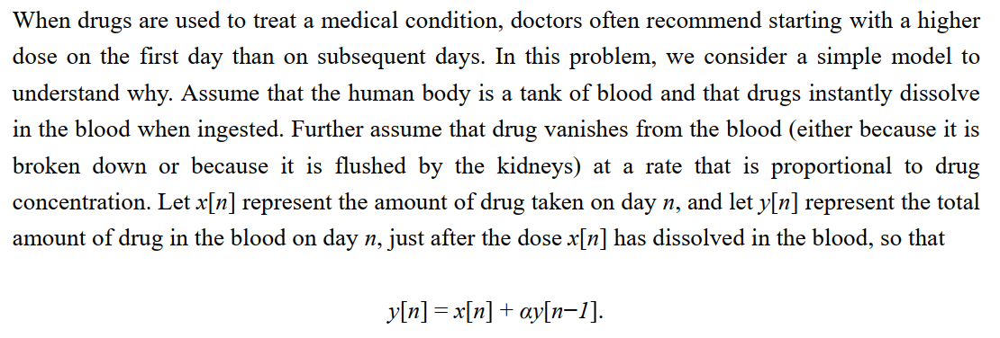 When drugs are used to treat a medical condition, doctors often recommend starting with a higher
dose on the first day than on subsequent days. In this problem, we consider a simple model to
understand why. Assume that the human body is a tank of blood and that drugs instantly dissolve
in the blood when ingested. Further assume that drug vanishes from the blood (either because it is
broken down or because it is flushed by the kidneys) at a rate that is proportional to drug
concentration. Let x[n] represent the amount of drug taken on day n, and let y[n] represent the total
amount of drug in the blood on day n, just after the dose x[n] has dissolved in the blood, so that
y[n] = x[n] + αy[n−1].